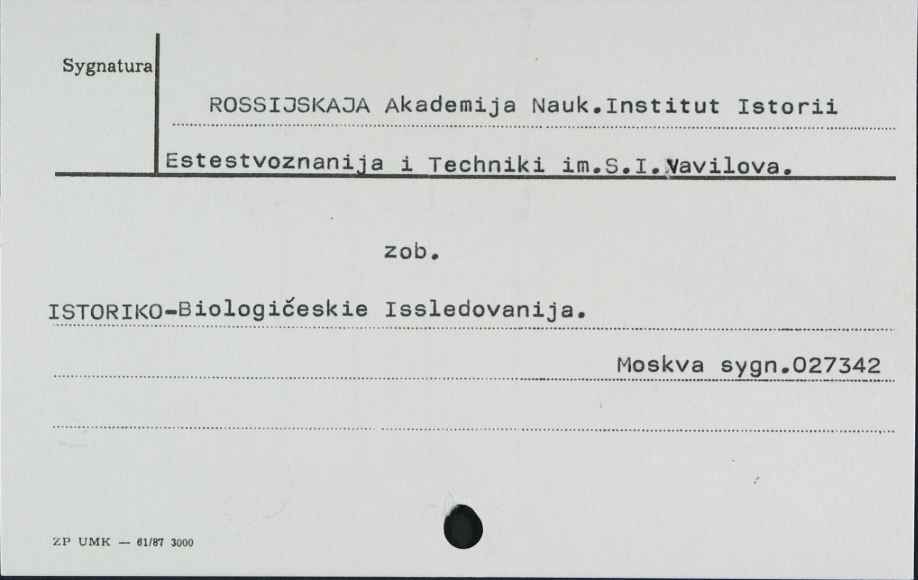 Sygnatura
ROSSIJSKAJA Akademija Nauk.Institut Istorii
Estestvoznanija i Techniki im.S.I.Vavilova.
zob.
ISTORIKO-Biologičeskie Issledovanija.
Moskva sygn.027342
ZP UMK — 61/87 3000